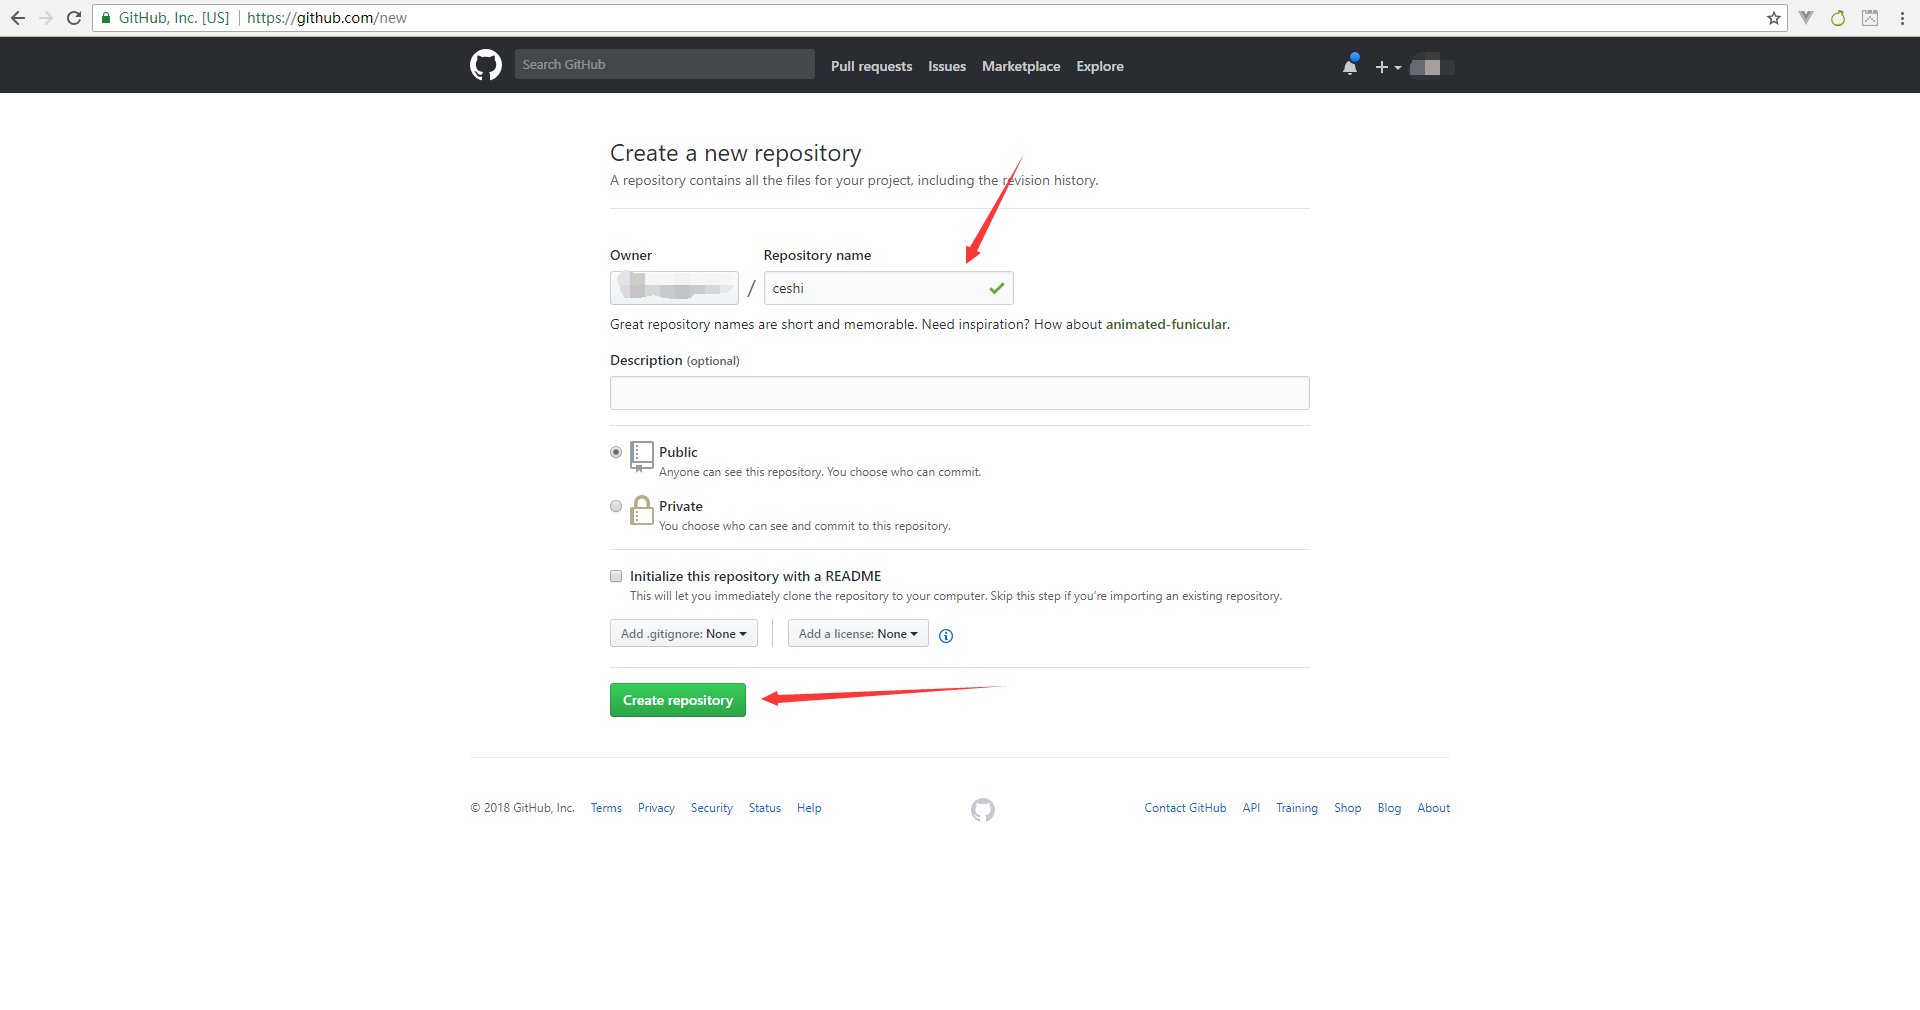 GitHub, Inc. [US] https://github.com/new
Search GitHub Pull requests Issues Marketplace Explore
Create a new repository
A repository contains all the files for your project, including the revision history.
Owner Repository name
/ ceshi
Great repository names are short and memorable. Need inspiration? How about animated-funicular.
Description (optional)
Public
Anyone can see this repository. You choose who can commit.
Private
You choose who can see and commit to this repository.
Initialize this repository with a README
This will let you immediately clone the repository to your computer. Skip this step if you're importing an existing repository.
Add .gitignore: None Add a license: None
Create repository
© 2018 GitHub, Inc. Terms Privacy Security Status Help Contact GitHub API Training Shop Blog About